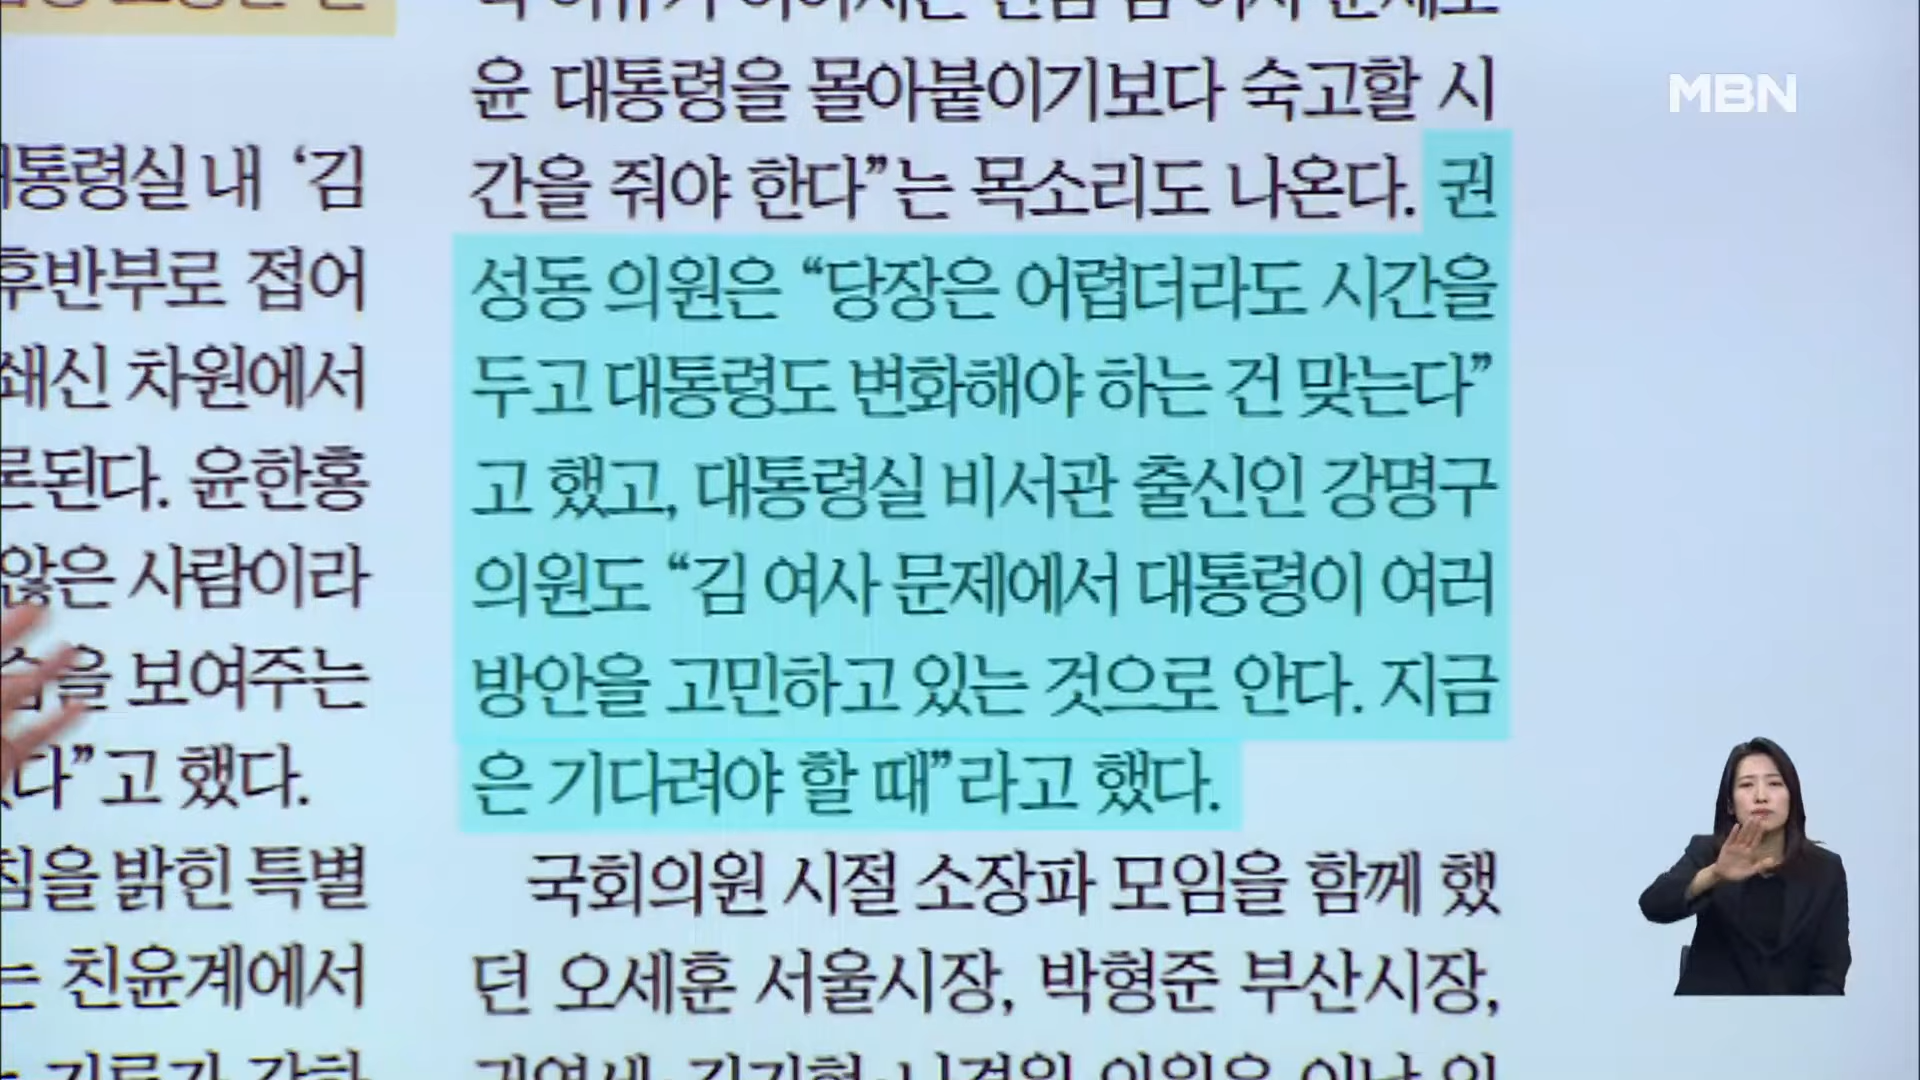 윤 대통령을 몰아붙이기보다 숙고할 시
간을 줘야 한다”는 목소리도 나온다. 권
성동 의원은 “당장은 어렵더라도 시간을
두고 대통령도 변화해야 하는 건 맞는다”
고 했고, 대통령실 비서관 출신인 강명구
의원도 “김 여사 문제에서 대통령이 여러
방안을 고민하고 있는 것으로 안다. 지금
은 기다려야 할 때”라고 했다.
국회의원 시절 소장파 모임을 함께 했
던 오세훈 서울시장, 박형준 부산시장,
통령실 내 ‘김
후반부로 접어
쇄신 차원에서
론된다. 윤한홍
않은 사람이라
을 보여주는
다”고 했다.
침을 밝힌 특별
는 친윤계에서
MBN